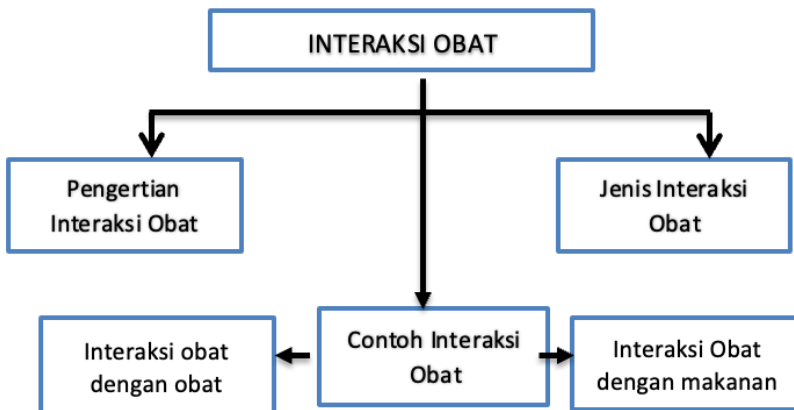 INTERAKSI OBAT
Pengertian
Interaksi Obat
Jenis Interaksi
Obat
Interaksi obat
dengan obat
Contoh Interaksi
Obat
Interaksi Obat
dengan makanan